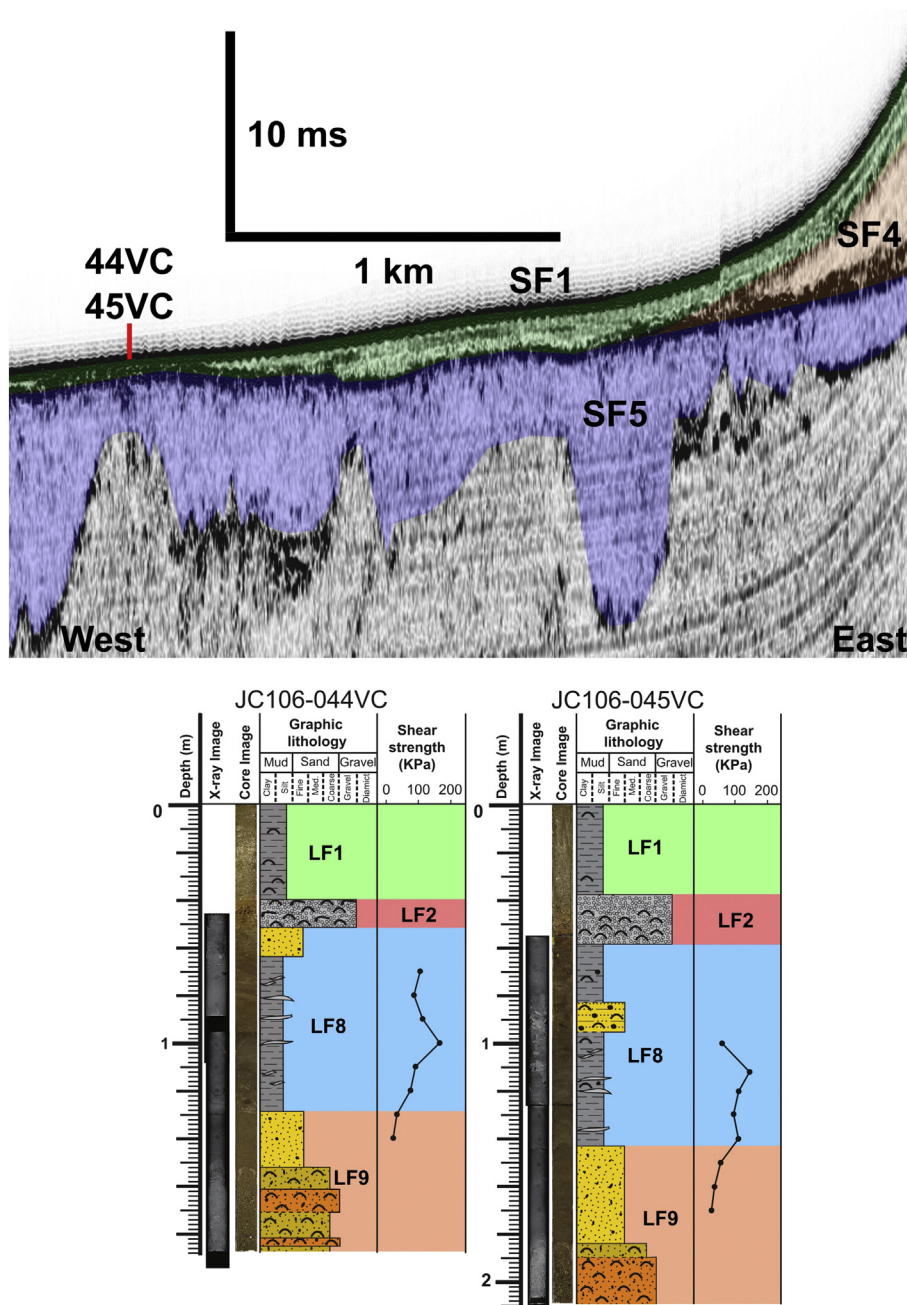 10 ms
1 km
44VC
45VC
SF1
SF4
SF5
West
East
JC106-044VC
Depth (m)
X-ray Image
Core Image
Graphic
lithology
Shear
strength
(KPa)
Mud
Sand
Gravel
Clay
Silt
Fine
Med.
Coarse
Gravel
Diamict
0 100 200
0
1
LF1
LF2
LF8
LF9
JC106-045VC
Depth (m)
X-ray Image
Core Image
Graphic
lithology
Shear
strength
(KPa)
Mud
Sand
Gravel
Clay
Silt
Fine
Med.
Coarse
Gravel
Diamict
0 100 200
0
1
2
LF1
LF2
LF8
LF9